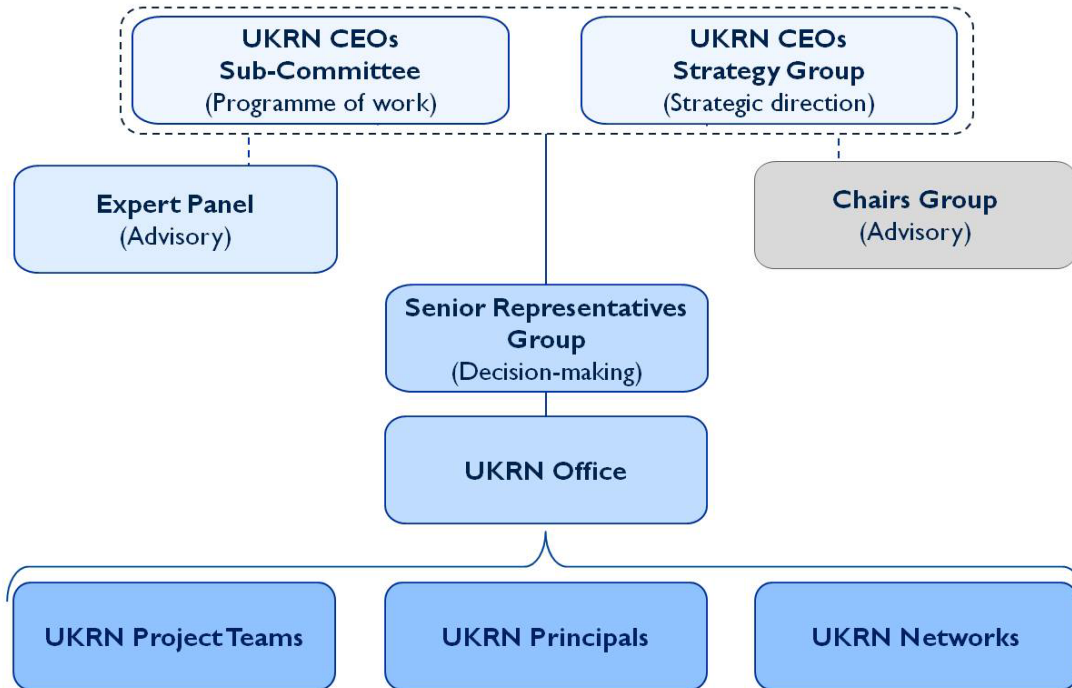 UKRN CEOs
Sub-Committee
(Programme of work)
UKRN CEOs
Strategy Group
(Strategic direction)
Expert Panel
(Advisory)
Chairs Group
(Advisory)
Senior Representatives
Group
(Decision-making)
UKRN Office
UKRN Project Teams
UKRN Principals
UKRN Networks